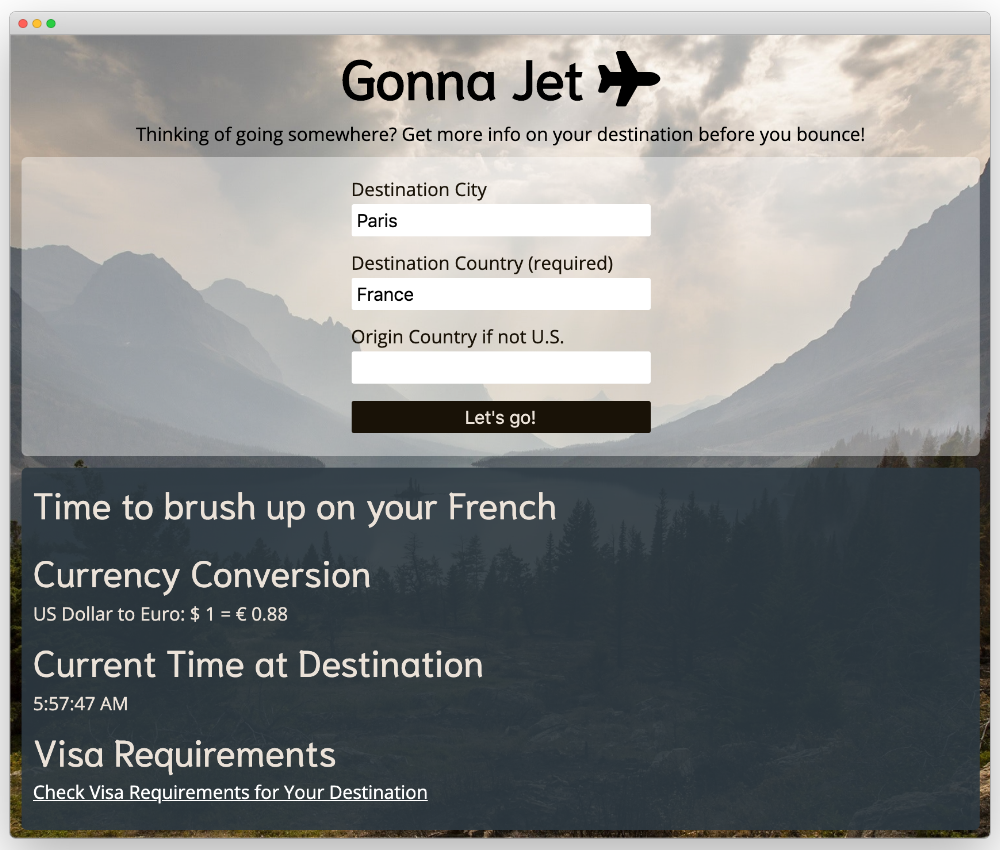 Gonna Jet
Thinking of going somewhere? Get more info on your destination before you bounce!
Destination City
Paris
Destination Country (required)
France
Origin Country if not U.S.
Let's go!
Time to brush up on your French
Currency Conversion
US Dollar to Euro: $ 1 = € 0.88
Current Time at Destination
5:57:47 AM
Visa Requirements
Check Visa Requirements for Your Destination